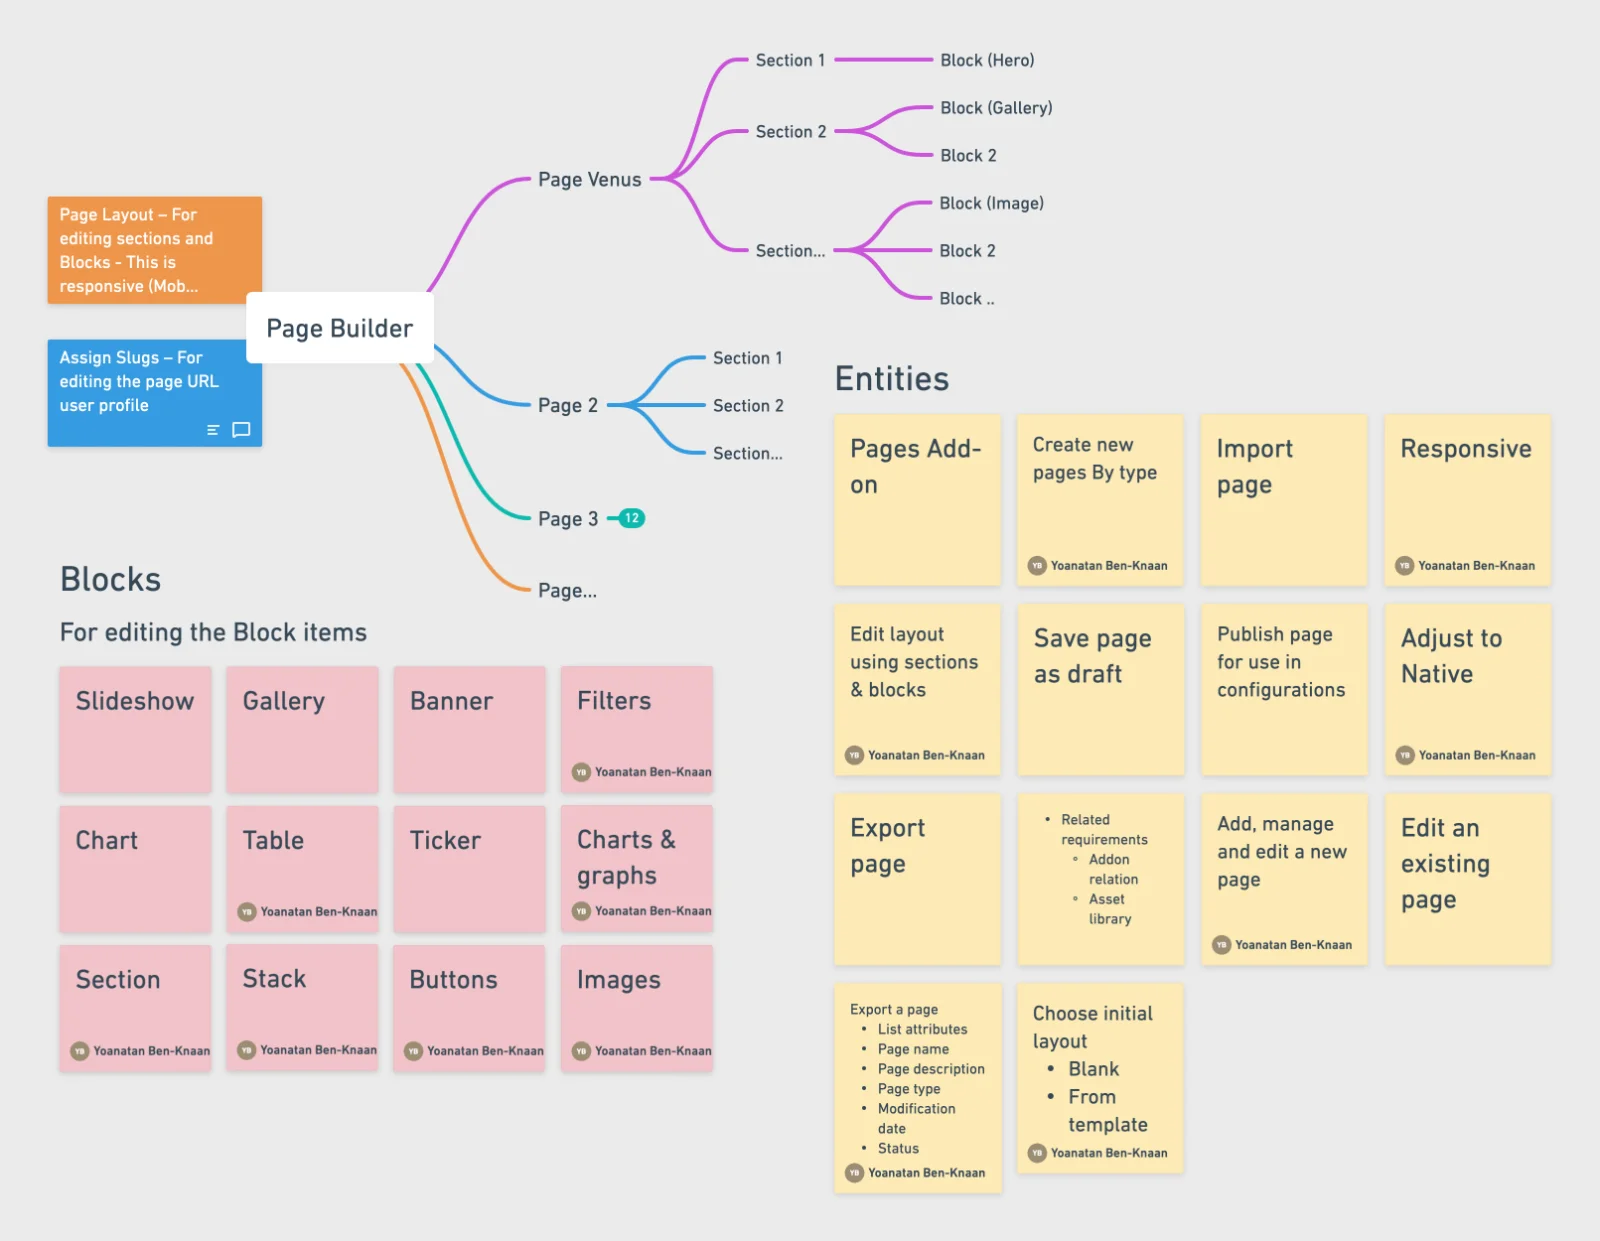 Section 1
Block (Hero)
Block (Gallery)
Section 2
Block 2
Page Venus
Block (Image)
Section...
Block 2
Block ..
Page Layout – For
editing sections and
Blocks - This is
responsive (Mob...
Page Builder
Assign Slugs – For
editing the page URL
user profile
Section 1
Page 2
Section 2
Section...
Page 3
12
Page...
Entities
Pages Add-
on
Create new
pages By type
YB Yoanatan Ben-Knaan
Import
page
Responsive
YB Yoanatan Ben-Knaan
Edit layout
using sections
& blocks
YB Yoanatan Ben-Knaan
Save page
as draft
Publish page
for use in
configurations
Adjust to
Native
YB Yoanatan Ben-Knaan
Export
page
• Related
requirements
◦ Addon
relation
◦ Asset
library
Add, manage
and edit a new
page
YB Yoanatan Ben-Knaan
Edit an
existing
page
Export a page
• List attributes
• Page name
• Page description
• Page type
• Modification
date
• Status
YB Yoanatan Ben-Knaan
Choose initial
layout
• Blank
• From
template
YB Yoanatan Ben-Knaan
Blocks
For editing the Block items
Slideshow
Gallery
Banner
Filters
YB Yoanatan Ben-Knaan
Chart
Table
YB Yoanatan Ben-Knaan
Ticker
Charts &
graphs
YB Yoanatan Ben-Knaan
Section
YB Yoanatan Ben-Knaan
Stack
YB Yoanatan Ben-Knaan
Buttons
YB Yoanatan Ben-Knaan
Images
YB Yoanatan Ben-Knaan